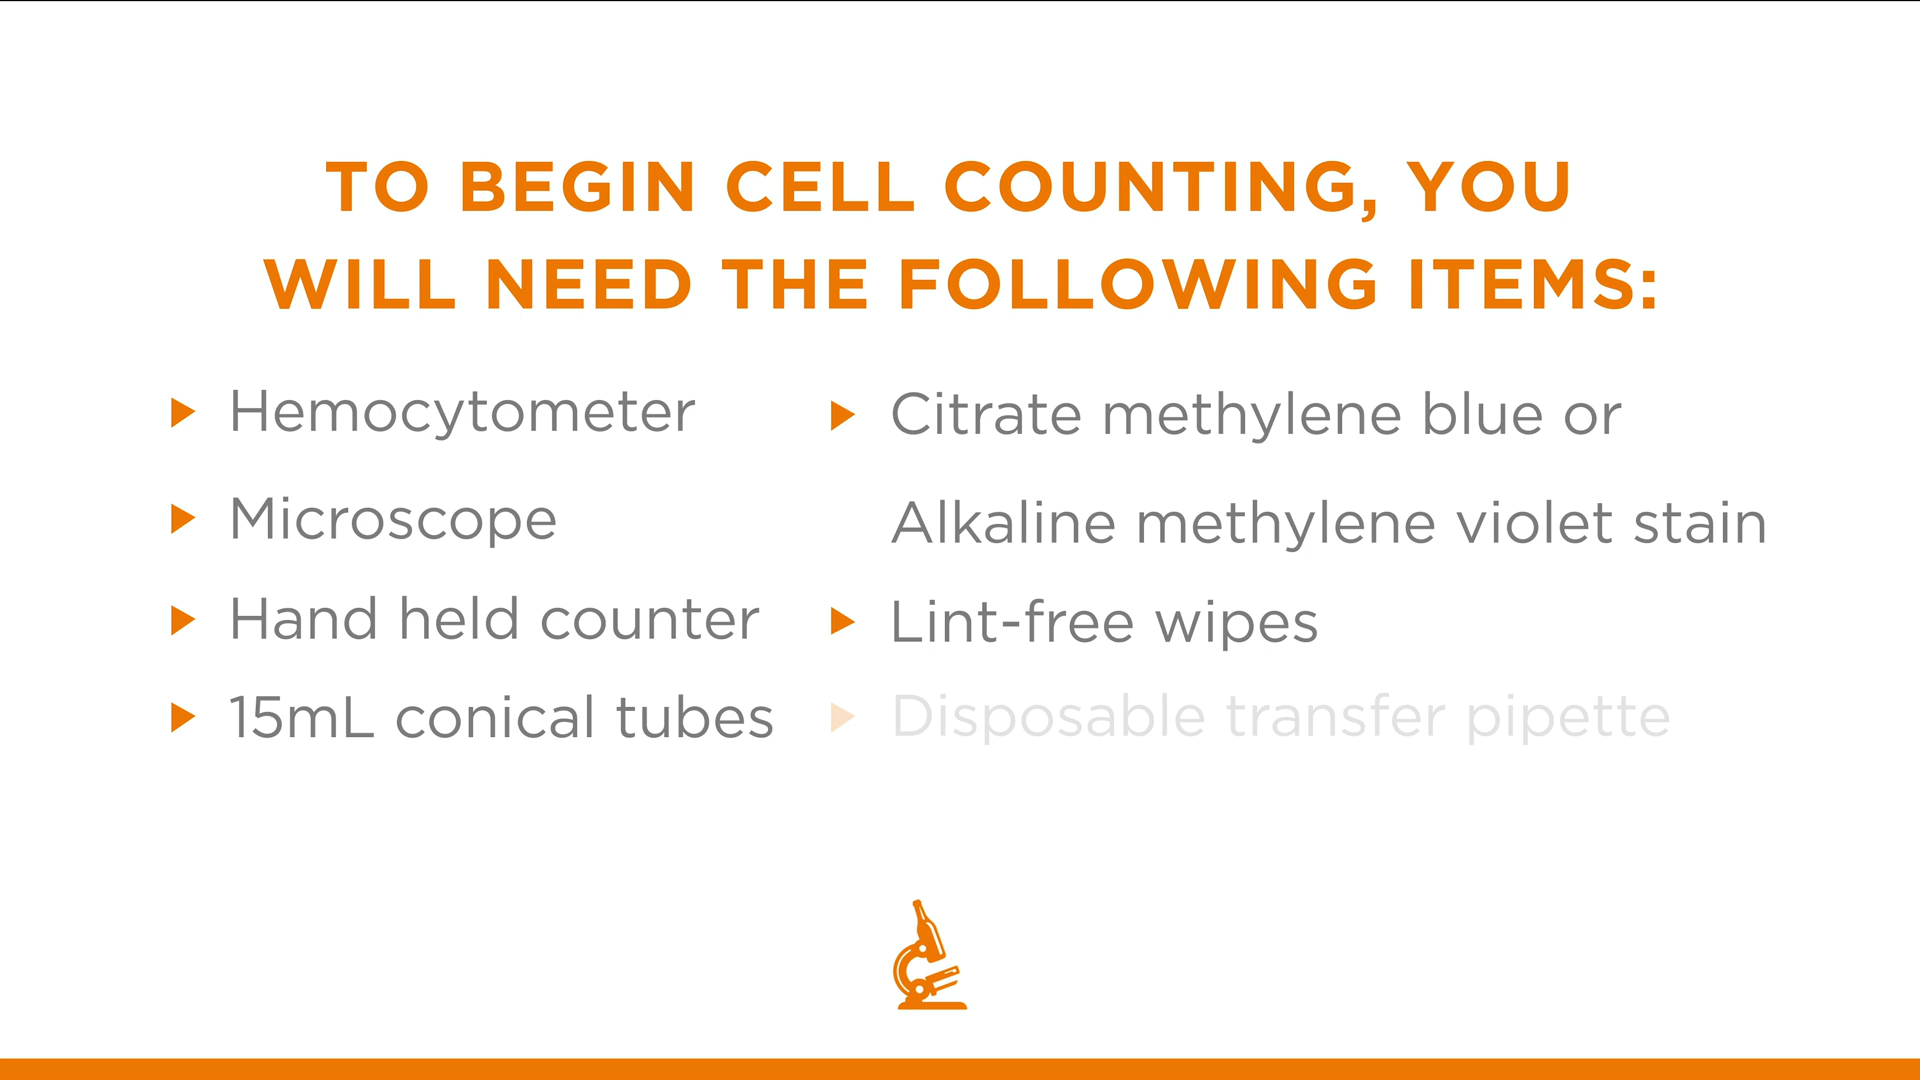 TO BEGIN CELL COUNTING, YOU
WILL NEED THE FOLLOWING ITEMS:
Hemocytometer
Microscope
Hand held counter
15mL conical tubes
Citrate methylene blue or
Alkaline methylene violet stain
Lint-free wipes
Disposable transfer pipette